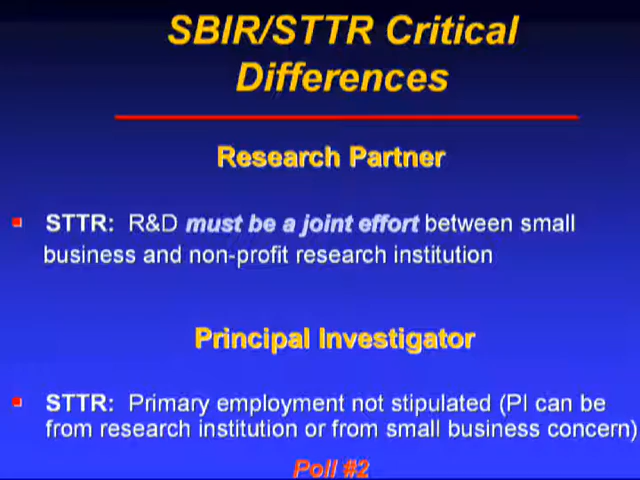 SBIR/STTR Critical
Differences
Research Partner
STTR: R&D must be a joint effort between small
business and non-profit research institution
Principal Investigator
STTR: Primary employment not stipulated (PI can be
from research institution or from small business concern)
Poll #2